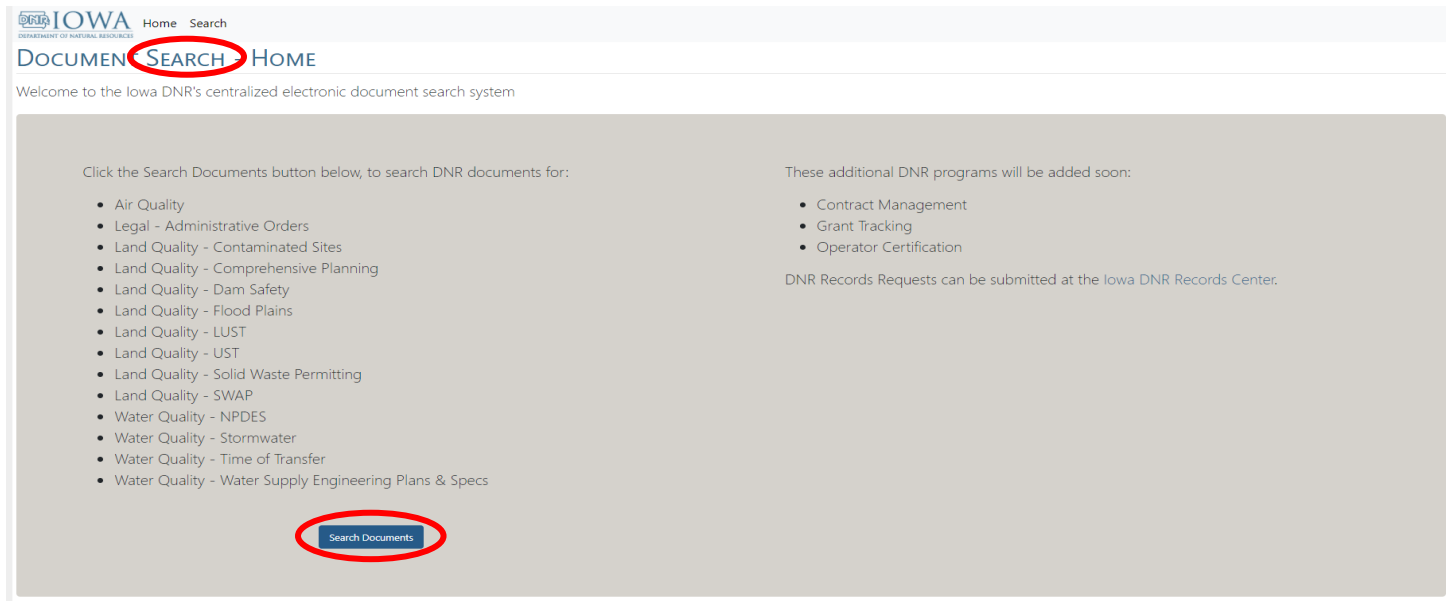 DNR IOWA Home Search
DEPARTMENT OF NATURAL RESOURCES
DOCUMENT SEARCH - HOME
Welcome to the Iowa DNR's centralized electronic document search system
Click the Search Documents button below, to search DNR documents for:
• Air Quality
• Legal - Administrative Orders
• Land Quality - Contaminated Sites
• Land Quality - Comprehensive Planning
• Land Quality - Dam Safety
• Land Quality - Flood Plains
• Land Quality - LUST
• Land Quality - UST
• Land Quality - Solid Waste Permitting
• Land Quality - SWAP
• Water Quality - NPDES
• Water Quality - Stormwater
• Water Quality - Time of Transfer
• Water Quality - Water Supply Engineering Plans & Specs
Search Documents
These additional DNR programs will be added soon:
• Contract Management
• Grant Tracking
• Operator Certification
DNR Records Requests can be submitted at the Iowa DNR Records Center.